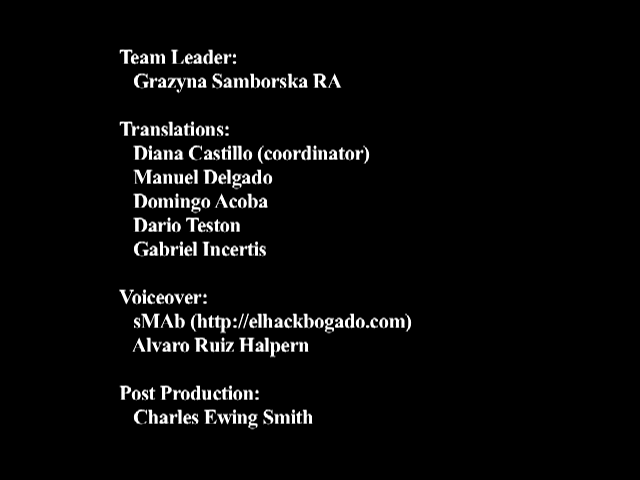 Team Leader:
Grazyna Samborska RA
Translations:
Diana Castillo (coordinator)
Manuel Delgado
Domingo Acoba
Dario Teston
Gabriel Incertis
Voiceover:
sMAb (http://elhackbogado.com)
Alvaro Ruiz Halpern
Post Production:
Charles Ewing Smith